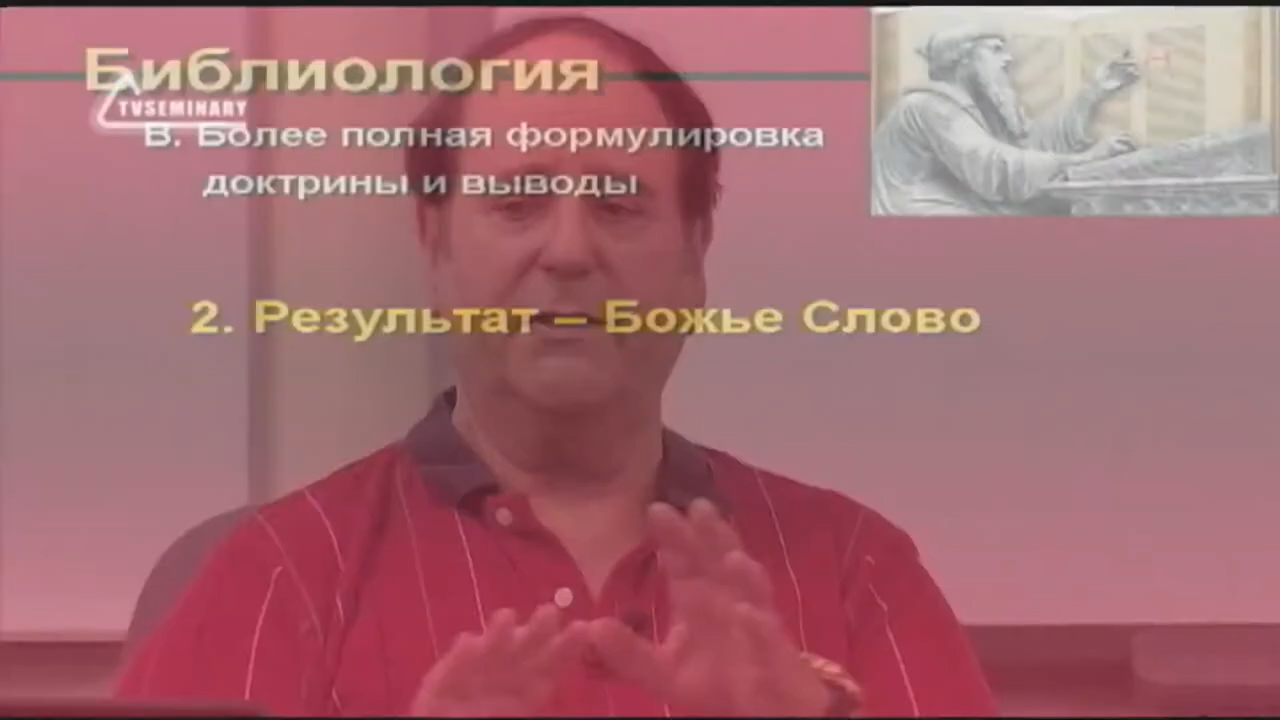 Библиология
TVSEMINARY
В. Более полная формулировка
доктрины и выводы
2. Результат – Божье Слово